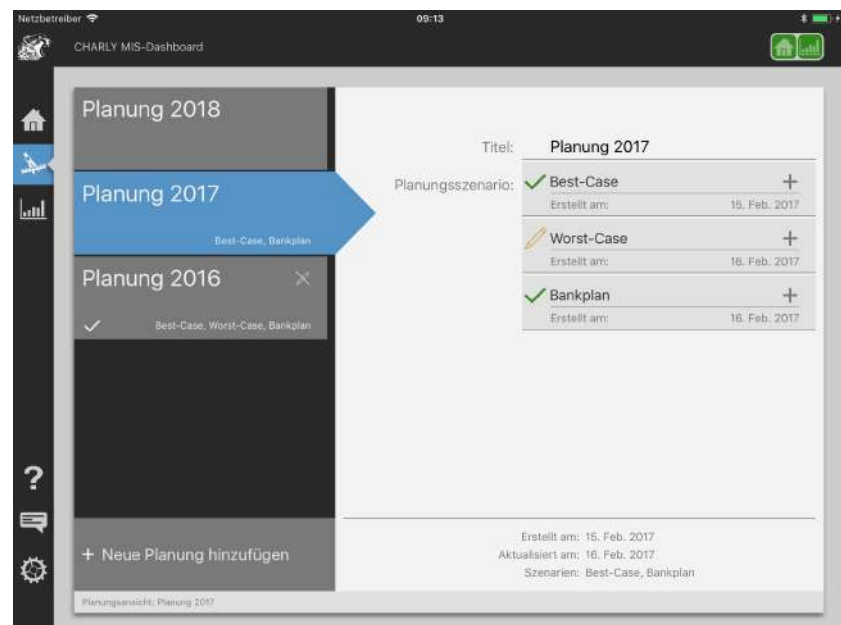 Netzbetreiber 09:13
CHARLY MIS-Dashboard
Planung 2018
Planung 2017
Best-Case, Bankplan
Planung 2016
Best-Case, Worst-Case, Bankplan
+ Neue Planung hinzufügen
Titel: Planung 2017
Planungsszenario: Best-Case +
Erstellt am: 15. Feb. 2017
Worst-Case +
Erstellt am: 16. Feb. 2017
Bankplan +
Erstellt am: 16. Feb. 2017
Erstellt am: 15. Feb. 2017
Aktualisiert am: 16. Feb. 2017
Szenarien: Best-Case, Bankplan
Planungsansicht: Planung 2017
?